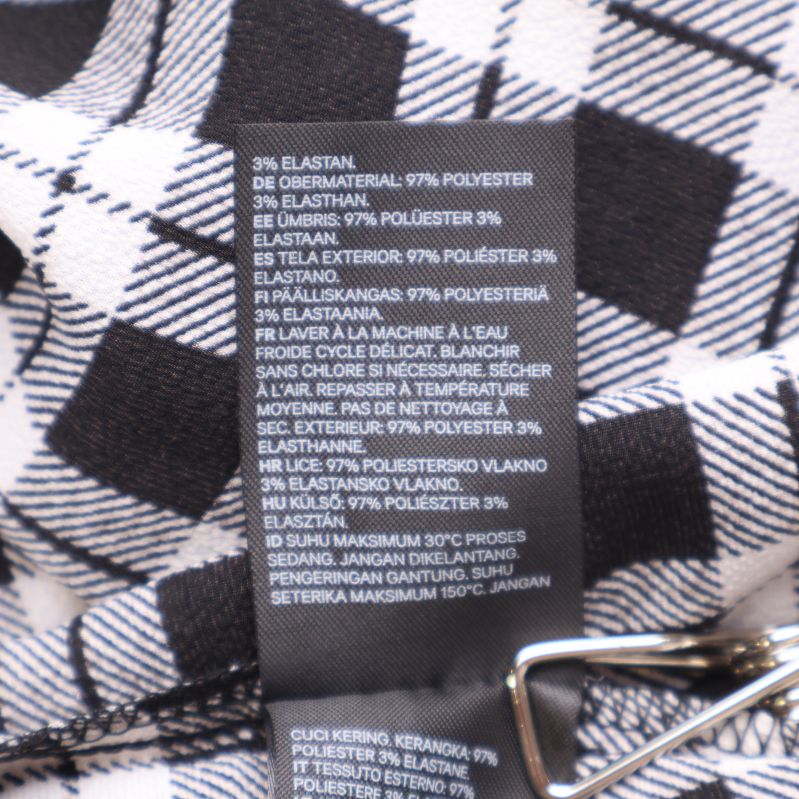 3% ELASTAN.
DE OBERMATERIAL: 97% POLYESTER
3% ELASTHAN.
EE ÜMBRIS: 97% POLÜESTER 3%
ELASTAAN.
ES TELA EXTERIOR: 97% POLIÉSTER 3%
ELASTANO.
FI PÄÄLLISKANGAS: 97% POLYESTERIÄ
3% ELASTAANIA.
FR LAVER À LA MACHINE À L'EAU
FROIDE CYCLE DÉLICAT. BLANCHIR
SANS CHLORE SI NÉCESSAIRE. SÉCHER
À L'AIR. REPASSER À TEMPÉRATURE
MOYENNE. PAS DE NETTOYAGE À
SEC. EXTERIEUR: 97% POLYESTER 3%
ELASTHANNE.
HR LICE: 97% POLIESTERSKO VLAKNO
3% ELASTANSKO VLAKNO.
HU KÜLSŐ: 97% POLIÉSZTER 3%
ELASZTÁN.
ID SUHU MAKSIMUM 30°C PROSES
SEDANG. JANGAN DIKELANTANG.
PENGERINGAN GANTUNG. SUHU
SETERIKA MAKSIMUM 150°C. JANGAN
CUCI KERING. KERANGKA: 97%
POLIESTER 3% ELASTANE.
IT TESSUTO ESTERNO: 97%
POLIESTERE 3% ELASTAN